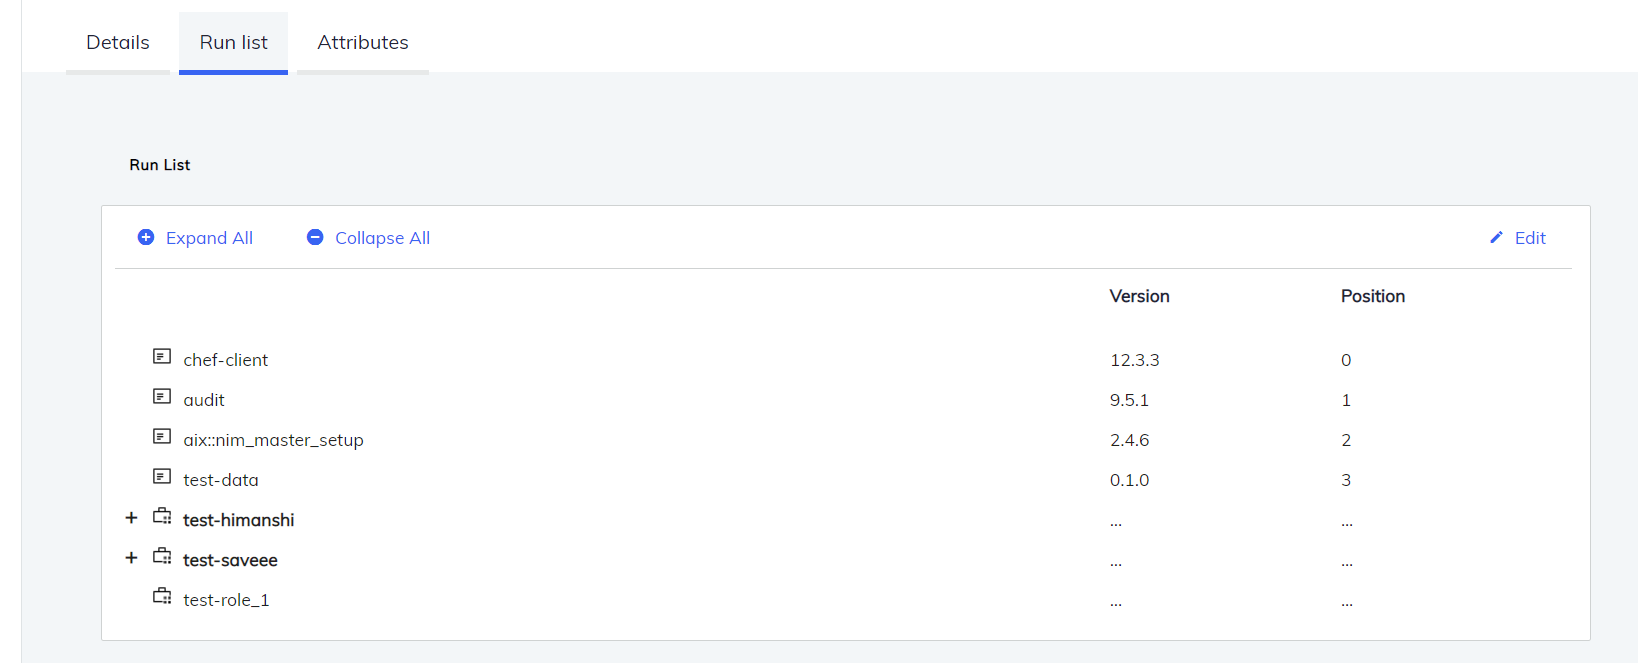 Details Run list Attributes
Run List
Expand All Collapse All Edit
Version Position
chef-client 12.3.3 0
audit 9.5.1 1
aix::nim_master_setup 2.4.6 2
test-data 0.1.0 3
+ test-himanshi ... ...
+ test-saveee ... ...
test-role_1 ... ...